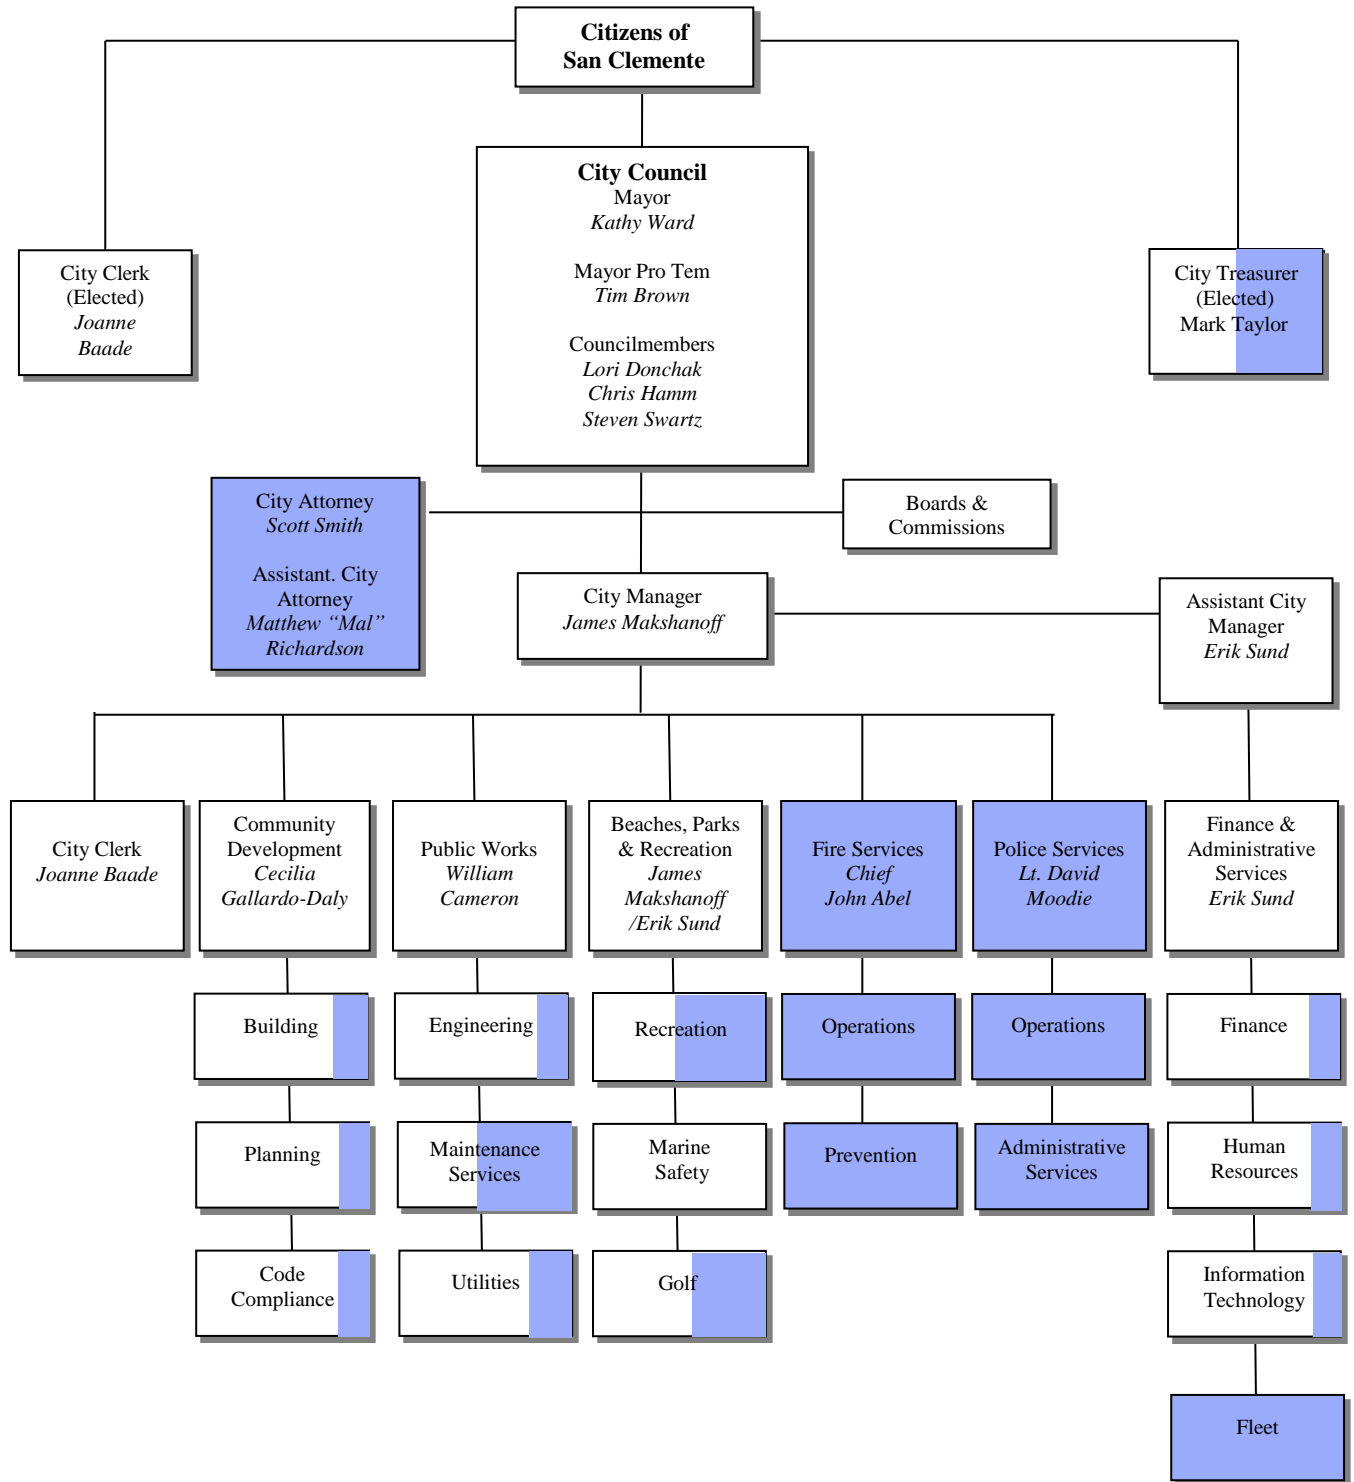 Citizens of
San Clemente
City Council
Mayor
Kathy Ward
Mayor Pro Tem
Tim Brown
Councilmembers
Lori Donchak
Chris Hamm
Steven Swartz
City Clerk
(Elected)
Joanne
Baade
City Treasurer
(Elected)
Mark Taylor
City Attorney
Scott Smith
Assistant. City
Attorney
Matthew “Mal”
Richardson
Boards &
Commissions
City Manager
James Makshanoff
Assistant City
Manager
Erik Sund
City Clerk
Joanne Baade
Community
Development
Cecilia
Gallardo-Daly
Public Works
William
Cameron
Beaches, Parks
& Recreation
James
Makshanoff
/Erik Sund
Fire Services
Chief
John Abel
Police Services
Lt. David
Moodie
Finance &
Administrative
Services
Erik Sund
Building
Engineering
Recreation
Operations
Operations
Finance
Planning
Maintenance
Services
Marine
Safety
Prevention
Administrative
Services
Human
Resources
Code
Compliance
Utilities
Golf
Information
Technology
Fleet